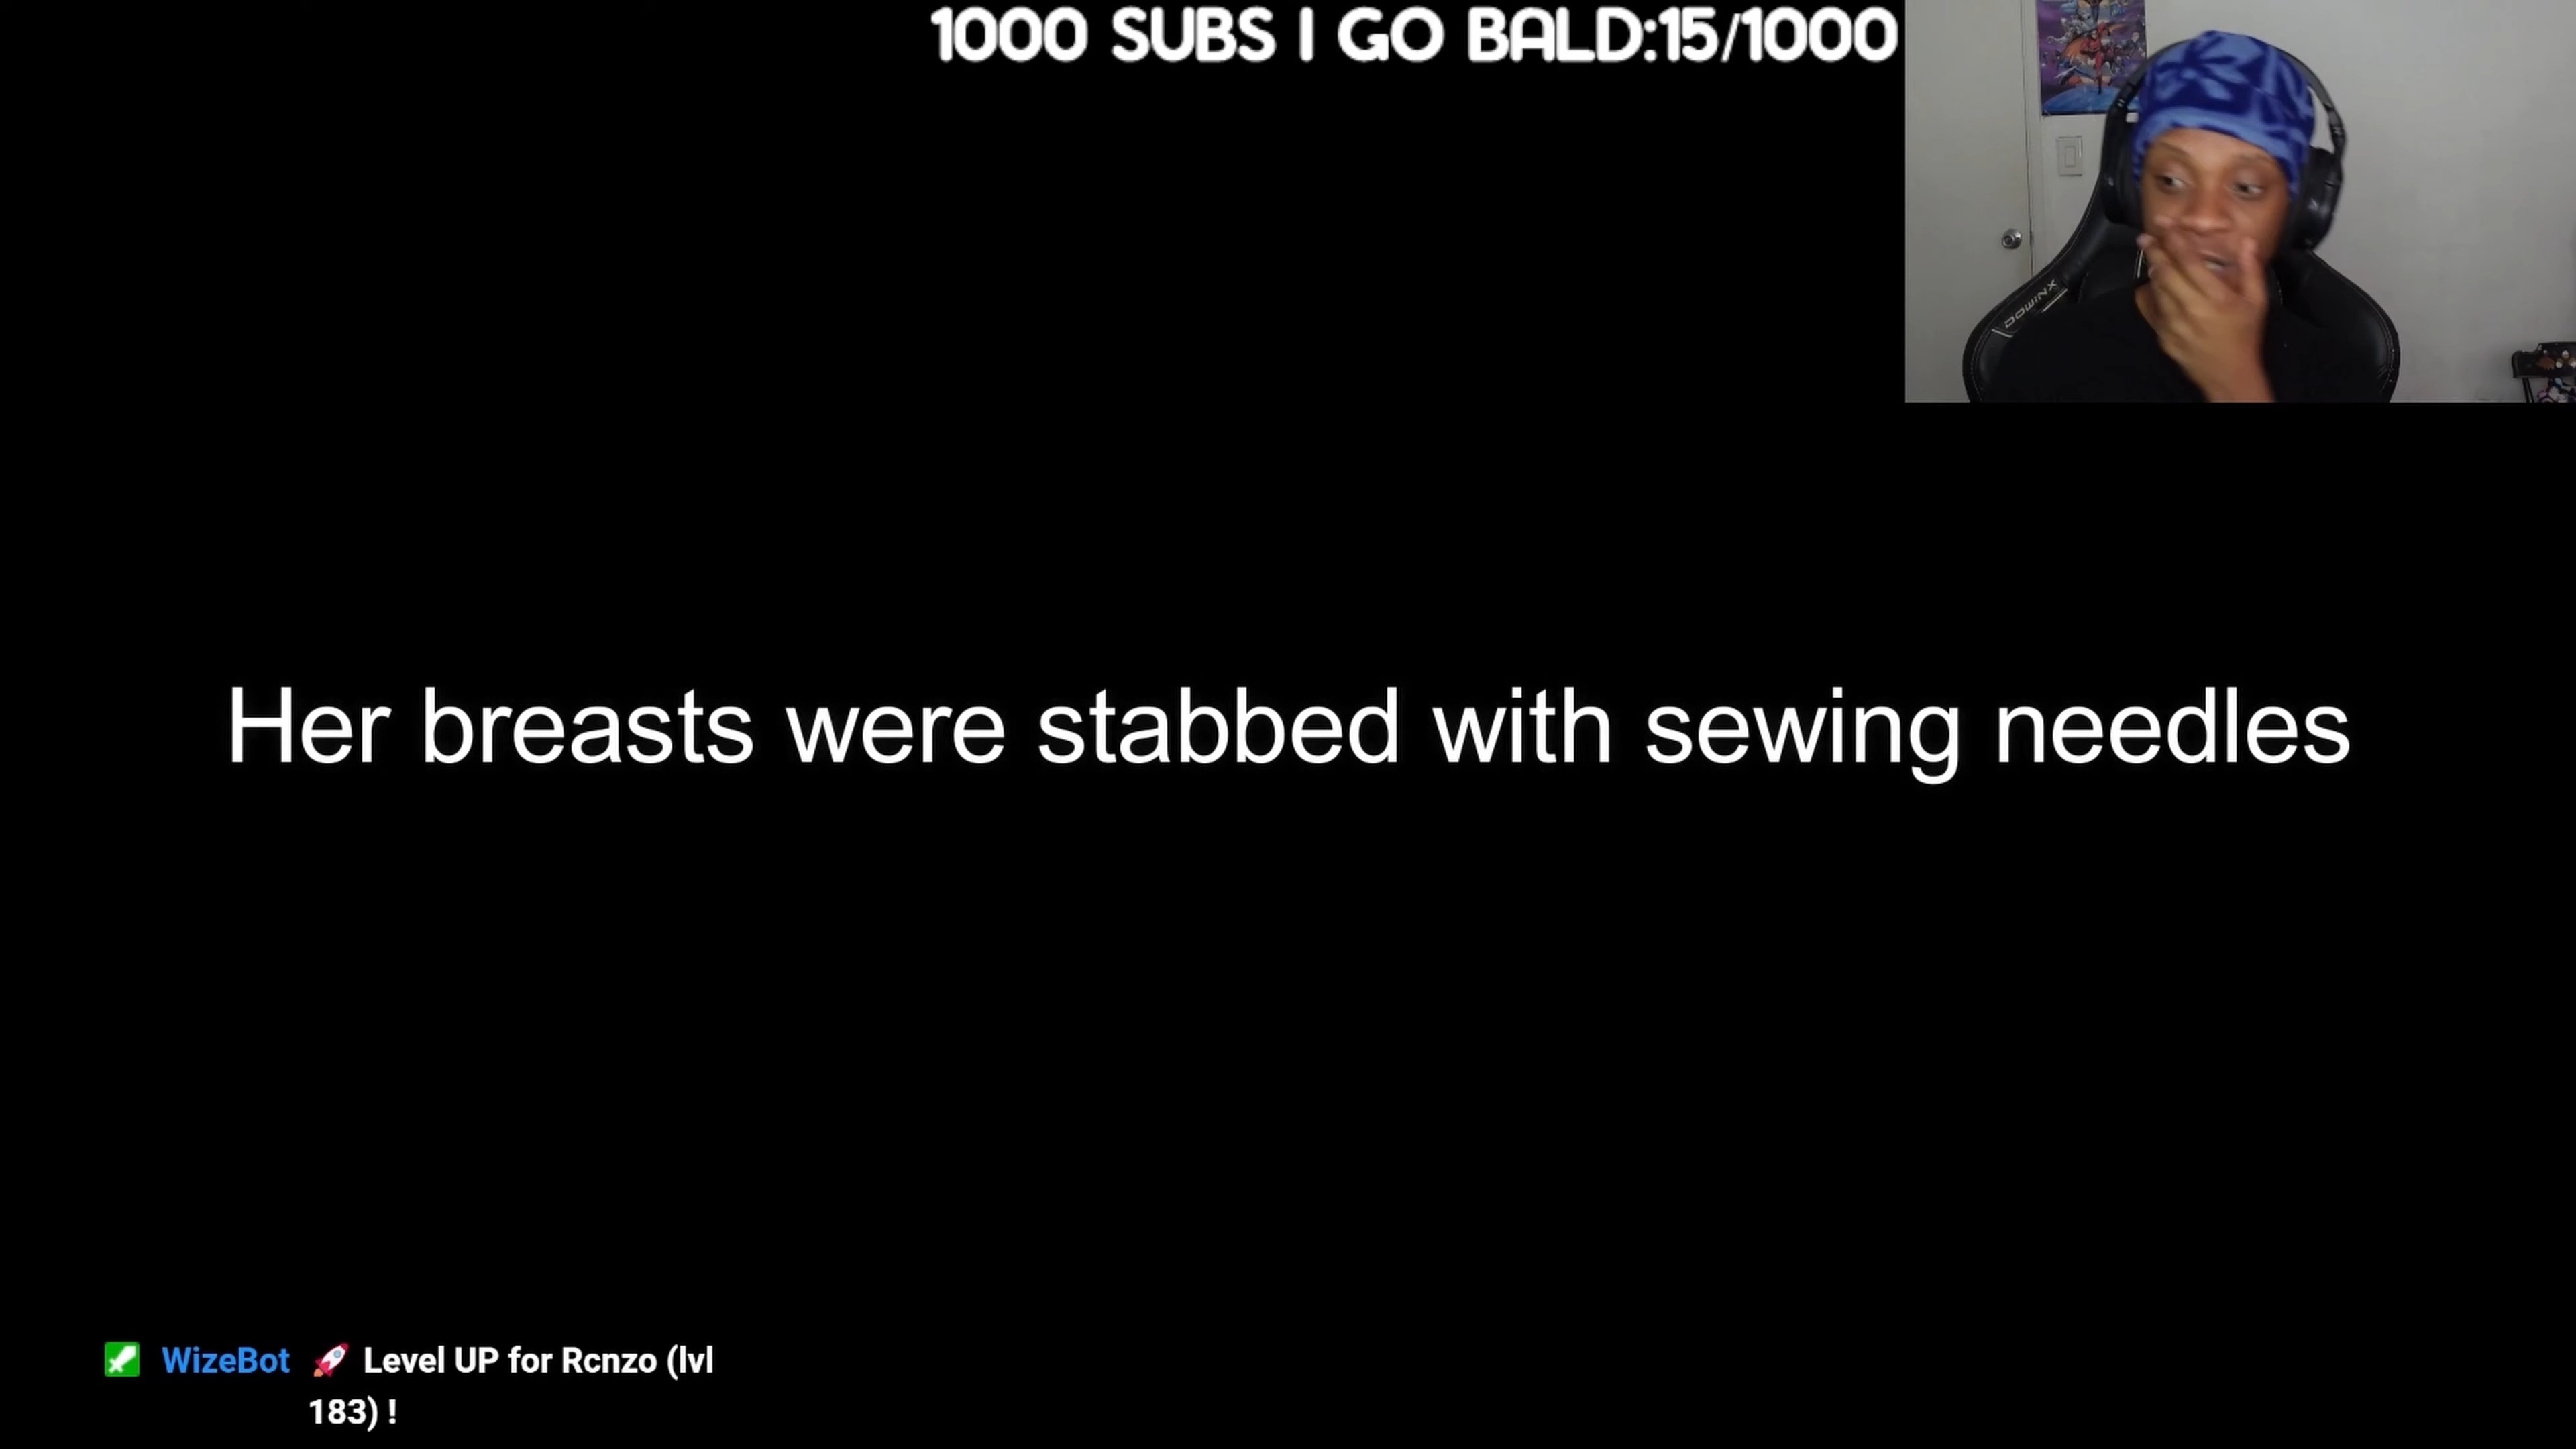 1000 SUBS I GO BALD:15/1000
DOWINX
Her breasts were stabbed with sewing needles
WizeBot 🚀 Level UP for Rcnzo (lvl
183) !